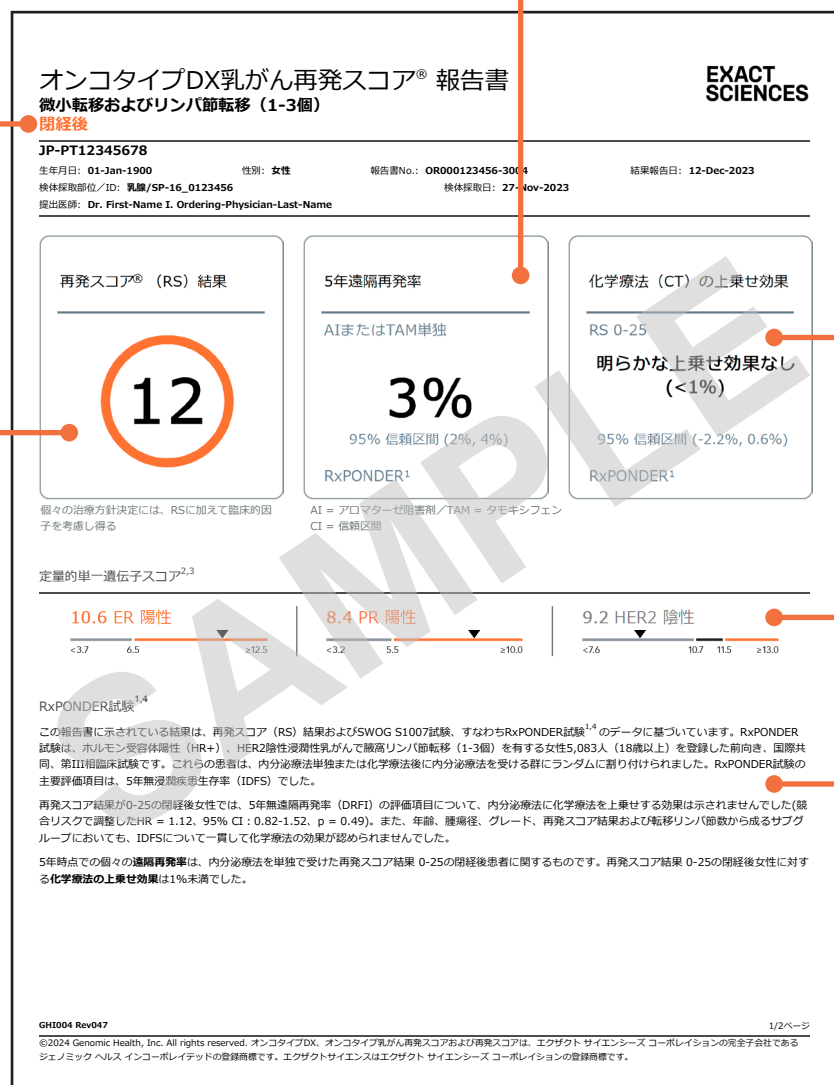 オンコタイプDX乳がん再発スコア® 報告書
EXACT
SCIENCES
微小転移およびリンパ節転移（1-3個）
閉経後
JP-PT12345678
生年月日: 01-Jan-1900 性別: 女性 報告書No.: OR000123456-3004 結果報告日: 12-Dec-2023
検体採取部位／ID: 乳腺/SP-16_0123456 検体採取日: 27-Nov-2023
提出医師: Dr. First-Name I. Ordering-Physician-Last-Name
再発スコア®（RS）結果
12
個々の治療方針決定には、RSに加えて臨床的因
子を考慮し得る
5年遠隔再発率
AIまたはTAM単独
3%
95% 信頼区間 (2%, 4%)
RxPONDER¹
AI = アロマターゼ阻害剤／TAM = タモキシフェン
CI = 信頼区間
化学療法（CT）の上乗せ効果
RS 0-25
明らかな上乗せ効果なし
(<1%)
95% 信頼区間 (-2.2%, 0.6%)
RxPONDER¹
SAMPLE
定量的単一遺伝子スコア²,³
10.6 ER 陽性
<3.7 6.5 ≥12.5
8.4 PR 陽性
<3.2 5.5 ≥10.0
9.2 HER2 陰性
<7.6 10.7 11.5 ≥13.0
RxPONDER試験¹,⁴
この報告書に示されている結果は、再発スコア（RS）結果およびSWOG S1007試験、すなわちRxPONDER試験¹,⁴ のデータに基づいています。RxPONDER
試験は、ホルモン受容体陽性（HR+）、HER2陰性浸潤性乳がんで腋窩リンパ節転移（1-3個）を有する女性5,083人（18歳以上）を登録した前向き、国際共
同、第III相臨床試験です。これらの患者は、内分泌療法単独または化学療法後に内分泌療法を受ける群にランダムに割り付けられました。RxPONDER試験の
主要評価項目は、5年無浸潤疾患生存率（IDFS）でした。
再発スコア結果が0-25の閉経後女性では、5年無遠隔再発率（DRFI）の評価項目について、内分泌療法に化学療法を上乗せする効果は示されませんでした(競
合リスクで調整したHR = 1.12、95% CI：0.82-1.52、p = 0.49)。また、年齢、腫瘍径、グレード、再発スコア結果および転移リンパ節数から成るサブグ
ループにおいても、IDFSについて一貫して化学療法の効果が認められませんでした。
5年時点での個々の遠隔再発率は、内分泌療法を単独で受けた再発スコア結果 0-25の閉経後患者に関するものです。再発スコア結果 0-25の閉経後女性に対す
る化学療法の上乗せ効果は1%未満でした。
GHI004 Rev047 1/2ページ
©2024 Genomic Health, Inc. All rights reserved. オンコタイプDX、オンコタイプ乳がん再発スコアおよび再発スコアは、エクザクト サイエンシーズ コーポレイションの完全子会社である
ジェノミック ヘルス インコーポレイテッドの登録商標です。エクザクトサイエンスはエクザクト サイエンシーズ コーポレイションの登録商標です。